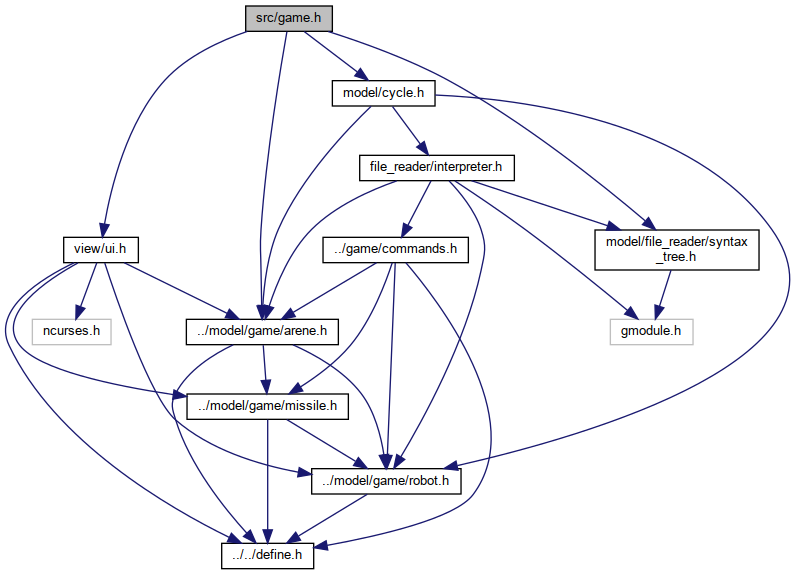 src/game.h
model/cycle.h
file_reader/interpreter.h
view/ui.h
../game/commands.h
model/file_reader/syntax
_tree.h
ncurses.h
../model/game/arene.h
gmodule.h
../model/game/missile.h
../model/game/robot.h
../../define.h